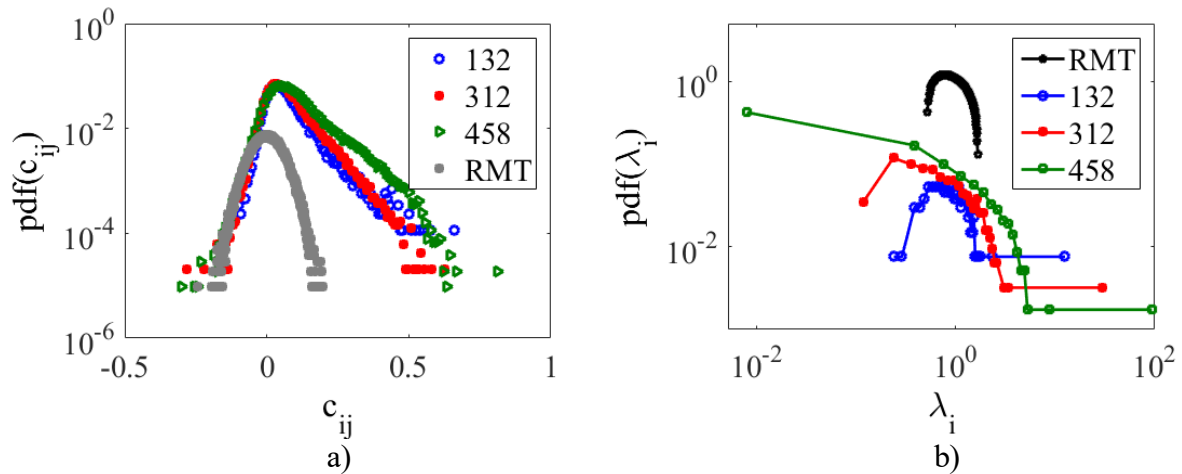 10^0
10^-2
10^-4
10^-6
pdf(c_ij)
-0.5 0 0.5 1
c_ij
132
312
458
RMT
a)
10^0
10^-2
pdf(λ_i)
10^-2 10^0 10^2
λ_i
RMT
132
312
458
b)